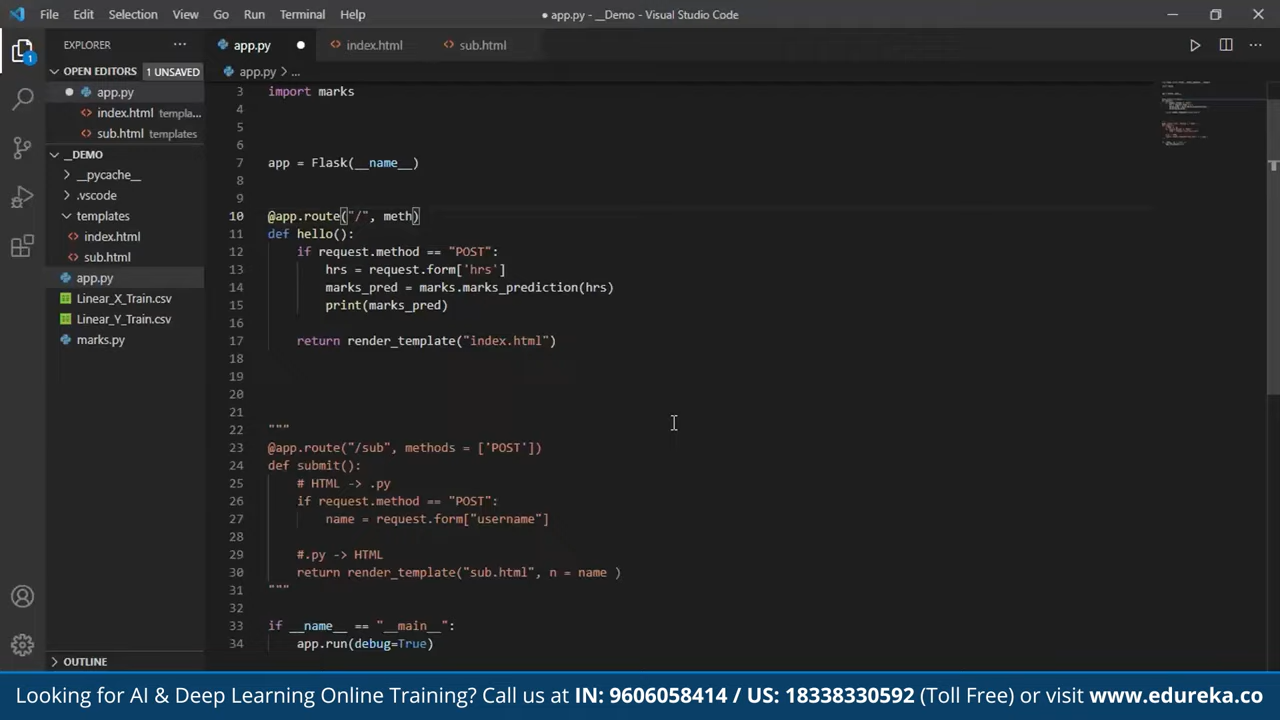 File Edit Selection View Go Run Terminal Help
● app.py - __Demo - Visual Studio Code
EXPLORER ...
app.py ●
index.html
sub.html
1
OPEN EDITORS 1 UNSAVED
● app.py
index.html templa...
sub.html templates
__DEMO
__pycache__
.vscode
templates
index.html
sub.html
app.py
Linear_X_Train.csv
Linear_Y_Train.csv
marks.py
OUTLINE
app.py > ...
3 import marks
4
5
6
7 app = Flask(__name__)
8
9
10 @app.route("/", meth)
11 def hello():
12 if request.method == "POST":
13 hrs = request.form['hrs']
14 marks_pred = marks.marks_prediction(hrs)
15 print(marks_pred)
16
17 return render_template("index.html")
18
19
20
21
22 """
23 @app.route("/sub", methods = ['POST'])
24 def submit():
25 # HTML -> .py
26 if request.method == "POST":
27 name = request.form["username"]
28
29 #.py -> HTML
30 return render_template("sub.html", n = name )
31 """
32
33 if __name__ == "__main__":
34 app.run(debug=True)
Looking for AI & Deep Learning Online Training? Call us at IN: 9606058414 / US: 18338330592 (Toll Free) or visit www.edureka.co